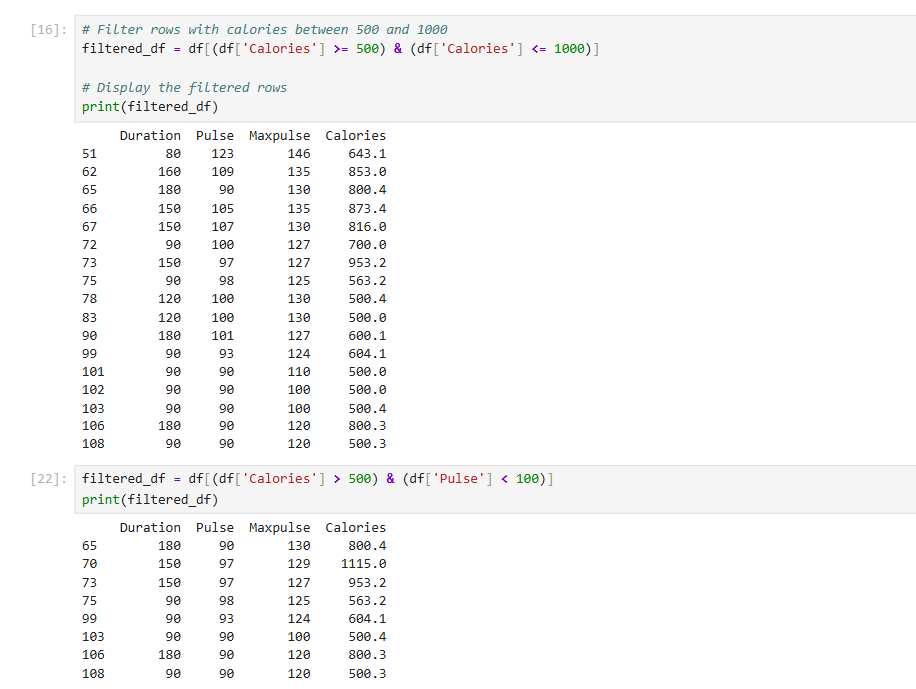 [16]: # Filter rows with calories between 500 and 1000
filtered_df = df[(df['Calories'] >= 500) & (df['Calories'] <= 1000)]
# Display the filtered rows
print(filtered_df)
Duration Pulse Maxpulse Calories
51 80 123 146 643.1
62 160 109 135 853.0
65 180 90 130 800.4
66 150 105 135 873.4
67 150 107 130 816.0
72 90 100 127 700.0
73 150 97 127 953.2
75 90 98 125 563.2
78 120 100 130 500.4
83 120 100 130 500.0
90 180 101 127 600.1
99 90 93 124 604.1
101 90 90 110 500.0
102 90 90 100 500.0
103 90 90 100 500.4
106 180 90 120 800.3
108 90 90 120 500.3
[22]: filtered_df = df[(df['Calories'] > 500) & (df['Pulse'] < 100)]
print(filtered_df)
Duration Pulse Maxpulse Calories
65 180 90 130 800.4
70 150 97 129 1115.0
73 150 97 127 953.2
75 90 98 125 563.2
99 90 93 124 604.1
103 90 90 100 500.4
106 180 90 120 800.3
108 90 90 120 500.3